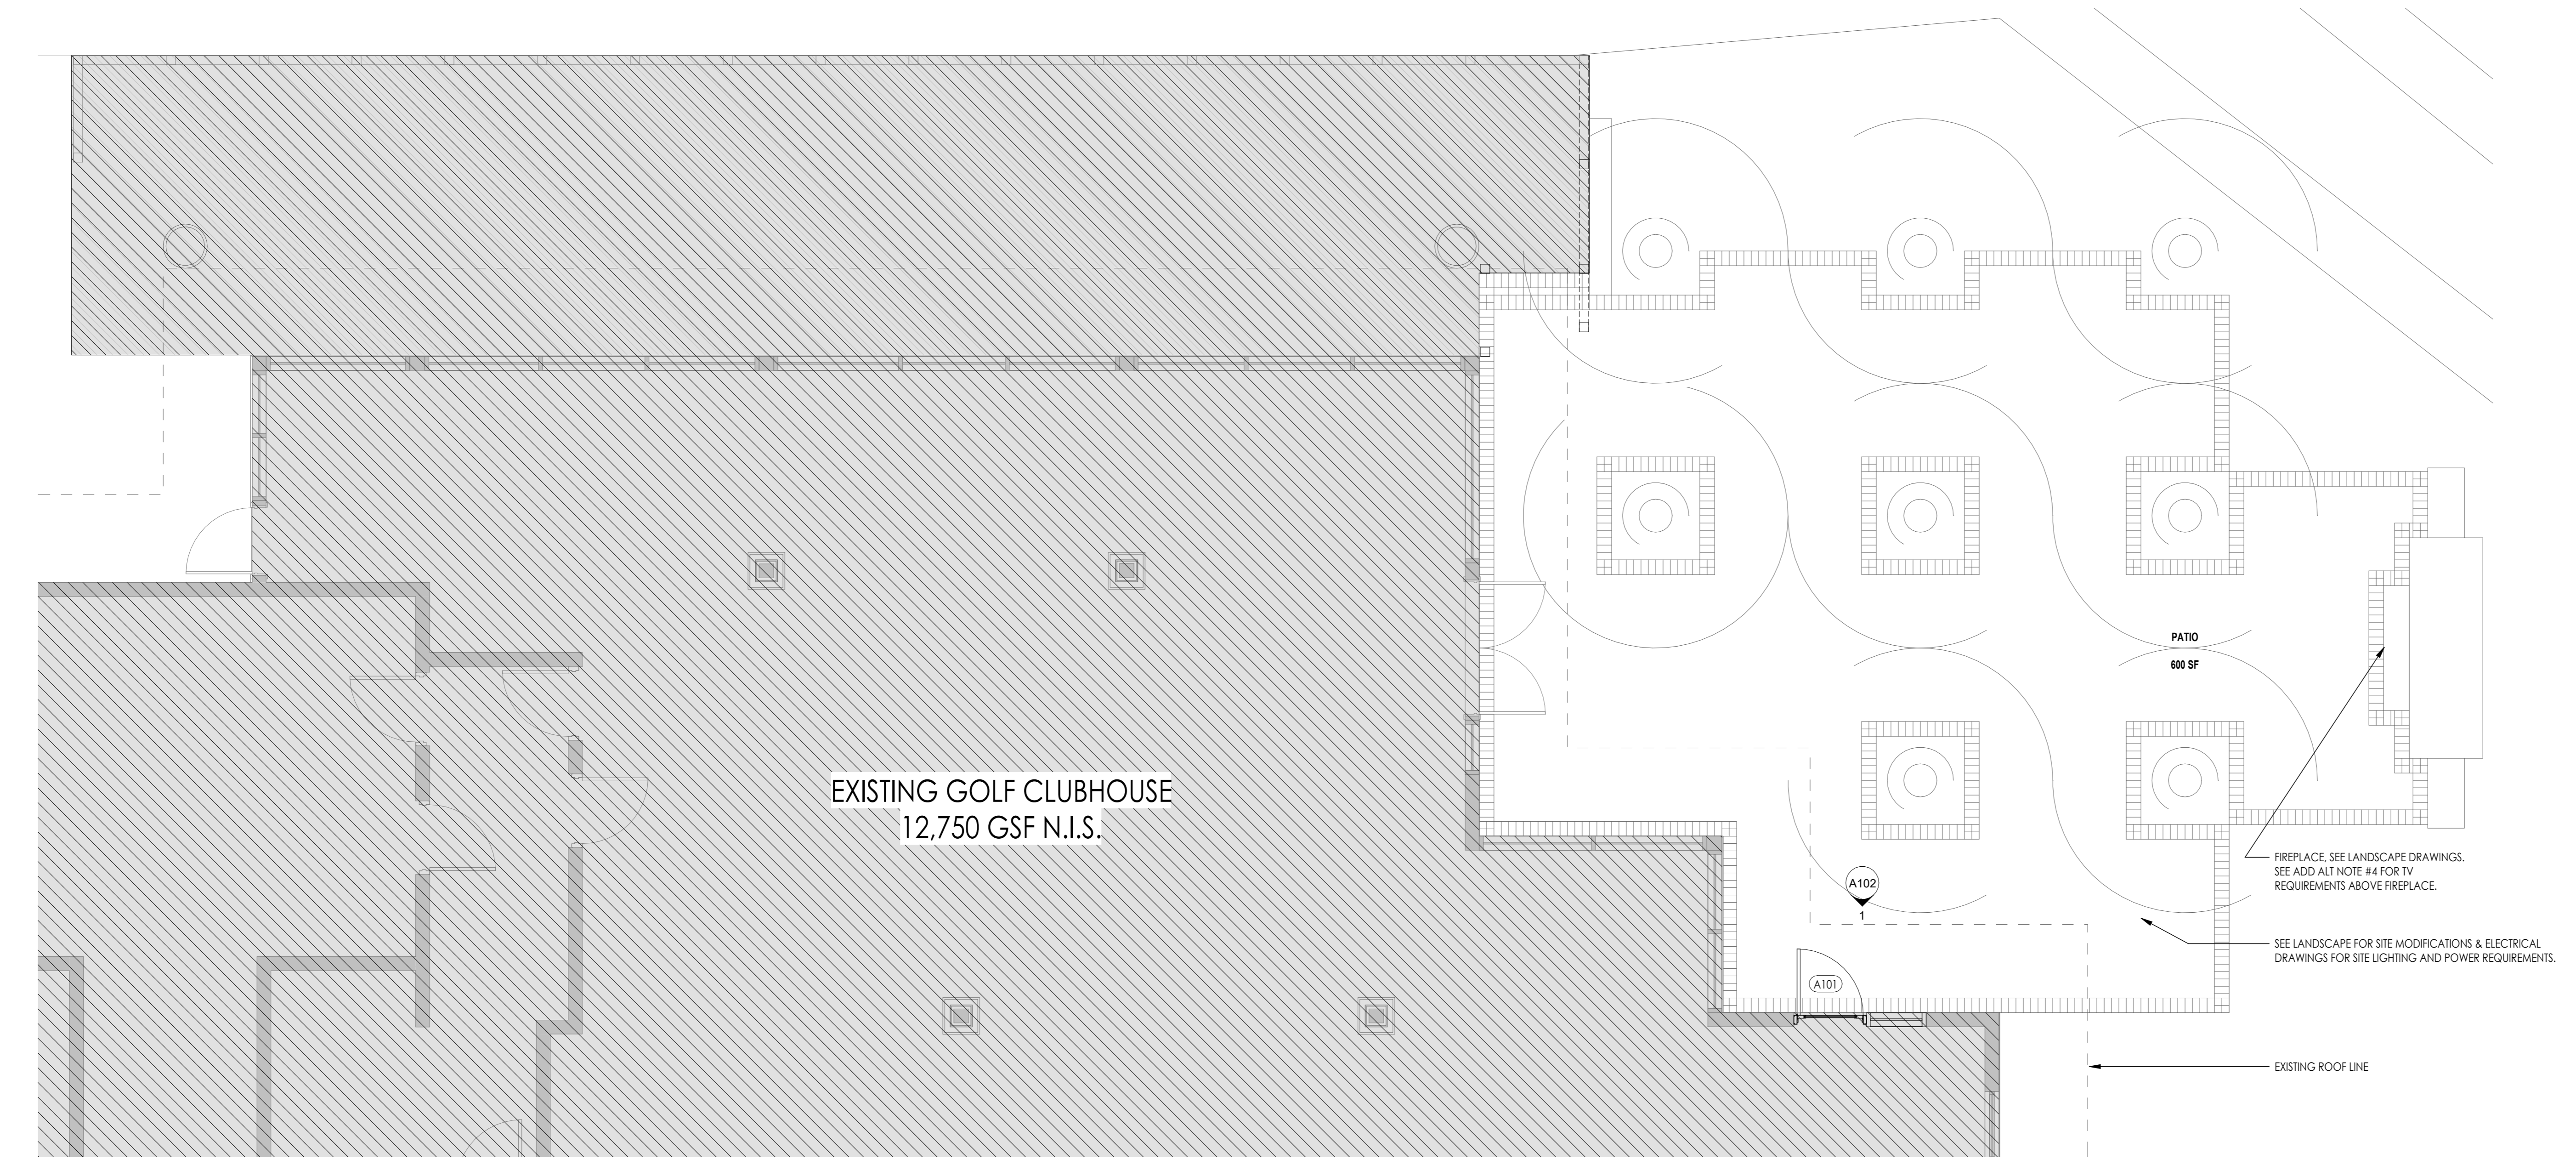 EXISTING GOLF CLUBHOUSE
12,750 GSF N.I.S.
PATIO
600 SF
FIREPLACE, SEE LANDSCAPE DRAWINGS.
SEE ADD ALT NOTE #4 FOR TV
REQUIREMENTS ABOVE FIREPLACE.
A102
1
SEE LANDSCAPE FOR SITE MODIFICATIONS & ELECTRICAL
DRAWINGS FOR SITE LIGHTING AND POWER REQUIREMENTS.
A101
EXISTING ROOF LINE